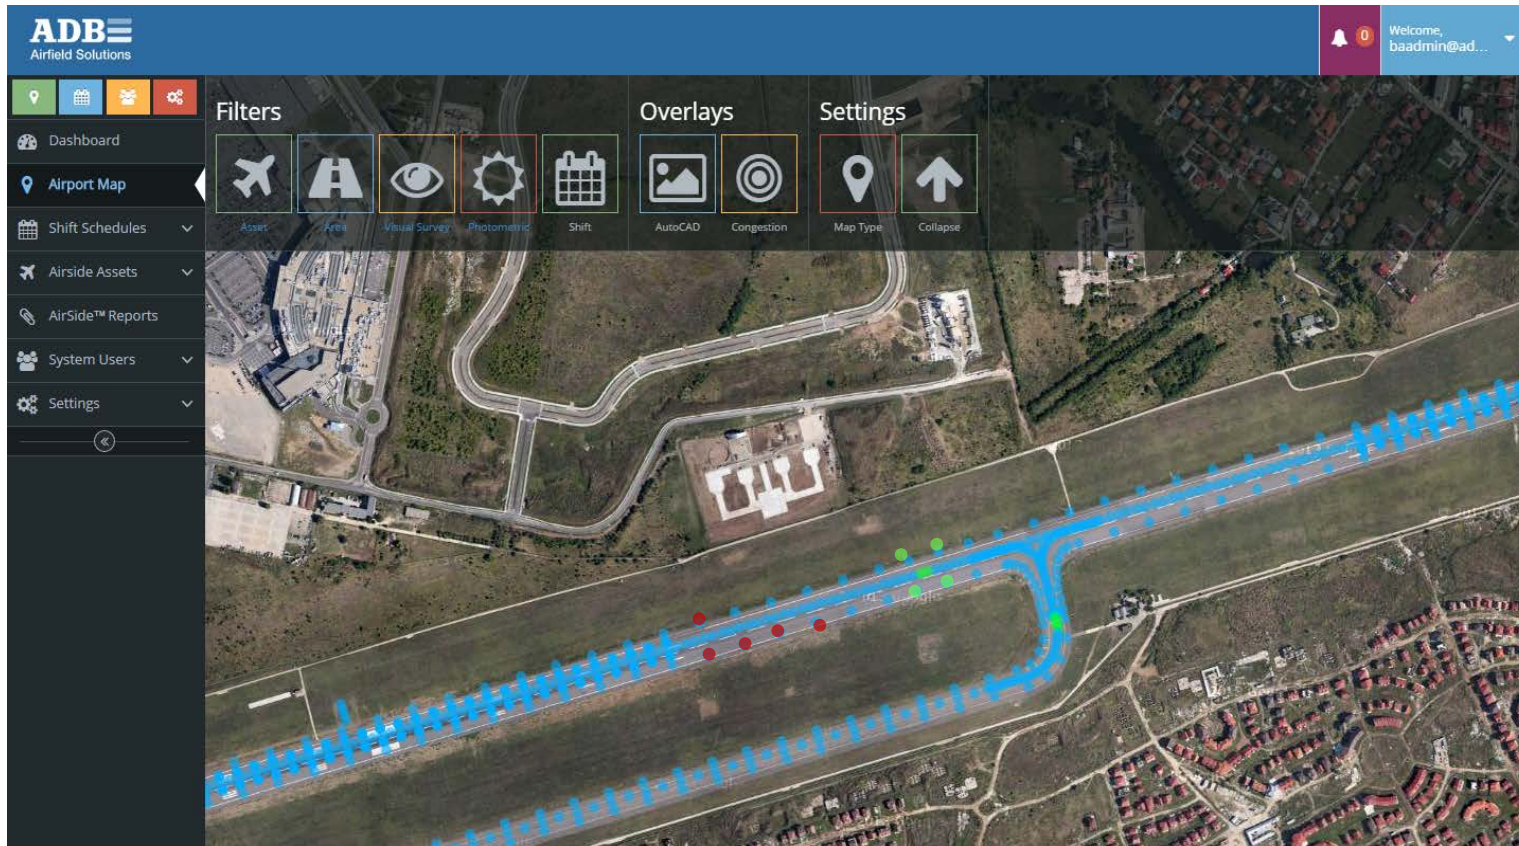 ADB
Airfield Solutions
0
Welcome,
baadmin@ad...
Dashboard
Airport Map
Shift Schedules
Airside Assets
AirSide™ Reports
System Users
Settings
Filters
Asset
Area
Visual Survey
Photometric
Shift
Overlays
AutoCAD
Congestion
Settings
Map Type
Collapse